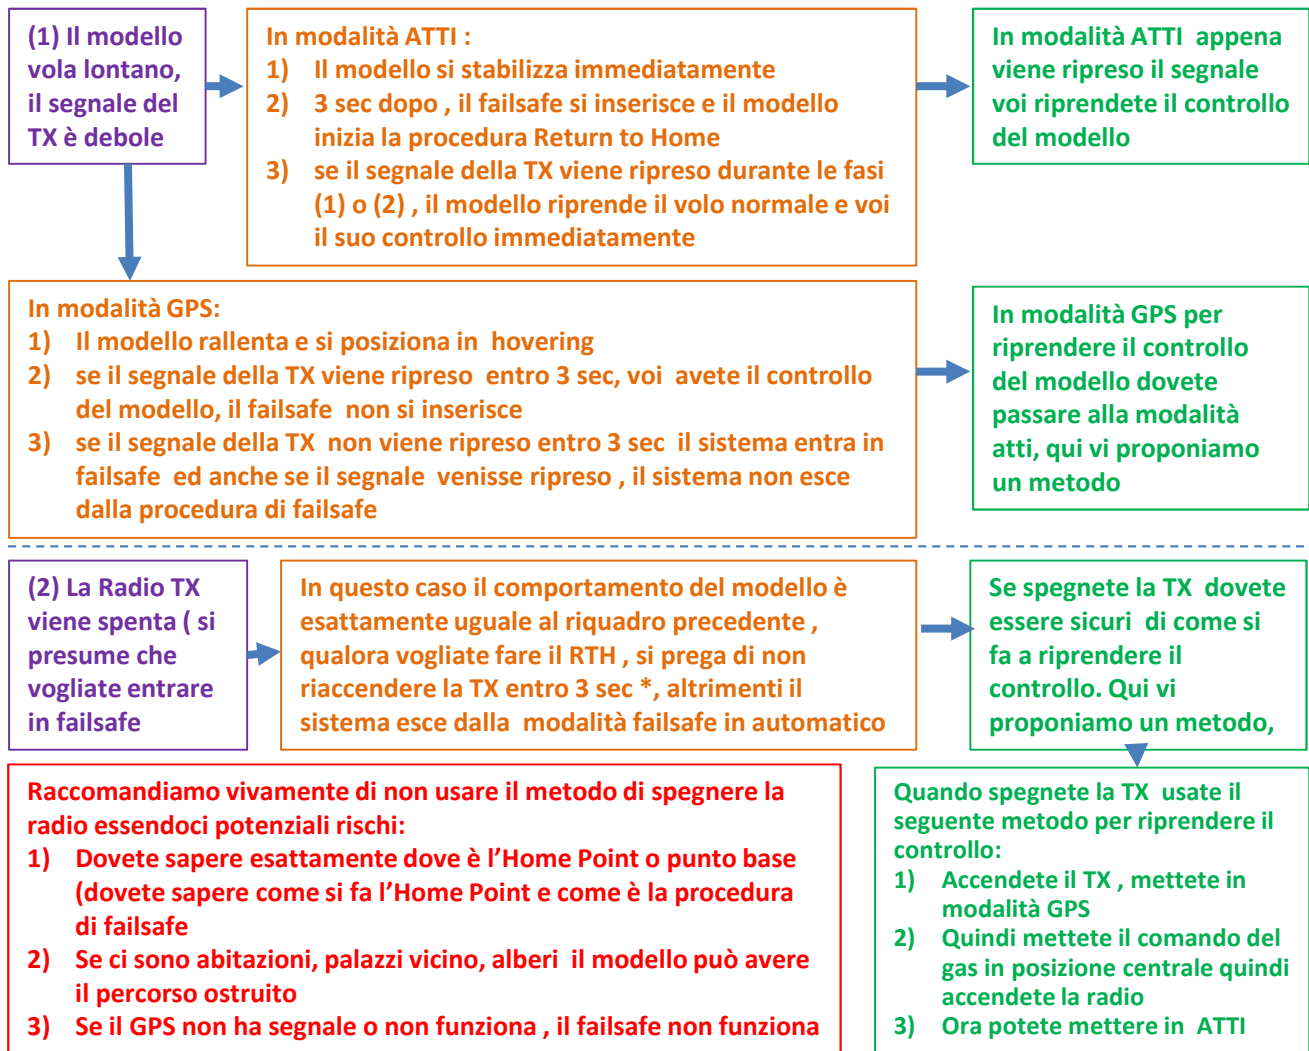 (1) Il modello
vola lontano,
il segnale del
TX è debole
In modalità ATTI :
1) Il modello si stabilizza immediatamente
2) 3 sec dopo , il failsafe si inserisce e il modello
inizia la procedura Return to Home
3) se il segnale della TX viene ripreso durante le fasi
(1) o (2) , il modello riprende il volo normale e voi
il suo controllo immediatamente
In modalità ATTI appena
viene ripreso il segnale
voi riprendete il controllo
del modello
In modalità GPS:
1) Il modello rallenta e si posiziona in hovering
2) se il segnale della TX viene ripreso entro 3 sec, voi avete il controllo
del modello, il failsafe non si inserisce
3) se il segnale della TX non viene ripreso entro 3 sec il sistema entra in
failsafe ed anche se il segnale venisse ripreso , il sistema non esce
dalla procedura di failsafe
In modalità GPS per
riprendere il controllo
del modello dovete
passare alla modalità
atti, qui vi proponiamo
un metodo
(2) La Radio TX
viene spenta ( si
presume che
vogliate entrare
in failsafe
In questo caso il comportamento del modello è
esattamente uguale al riquadro precedente ,
qualora vogliate fare il RTH , si prega di non
riaccendere la TX entro 3 sec *, altrimenti il
sistema esce dalla modalità failsafe in automatico
Se spegnete la TX dovete
essere sicuri di come si
fa a riprendere il
controllo. Qui vi
proponiamo un metodo,
Raccomandiamo vivamente di non usare il metodo di spegnere la
radio essendoci potenziali rischi:
1) Dovete sapere esattamente dove è l’Home Point o punto base
(dovete sapere come si fa l’Home Point e come è la procedura
di failsafe
2) Se ci sono abitazioni, palazzi vicino, alberi il modello può avere
il percorso ostruito
3) Se il GPS non ha segnale o non funziona , il failsafe non funziona
Quando spegnete la TX usate il
seguente metodo per riprendere il
controllo:
1) Accendete il TX , mettete in
modalità GPS
2) Quindi mettete il comando del
gas in posizione centrale quindi
accendete la radio
3) Ora potete mettere in ATTI